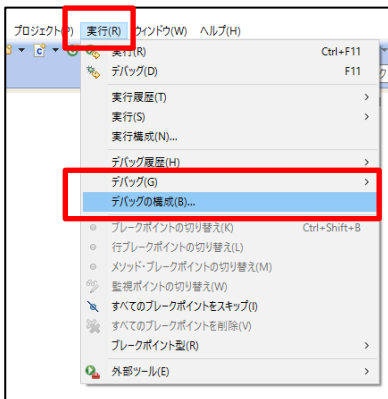 プロジェクト(P) 実行(R) ウィンドウ(W) ヘルプ(H)
実行(R) Ctrl+F11
デバッグ(D) F11
実行履歴(T)
実行(S)
実行構成(N)...
デバッグ履歴(H)
デバッグ(G)
デバッグの構成(B)...
ブレークポイントの切り替え(K) Ctrl+Shift+B
行ブレークポイントの切り替え(L)
メソッド・ブレークポイントの切り替え(M)
監視ポイントの切り替え(W)
すべてのブレークポイントをスキップ(I)
すべてのブレークポイントを削除(V)
ブレークポイント型(R)
外部ツール(E)